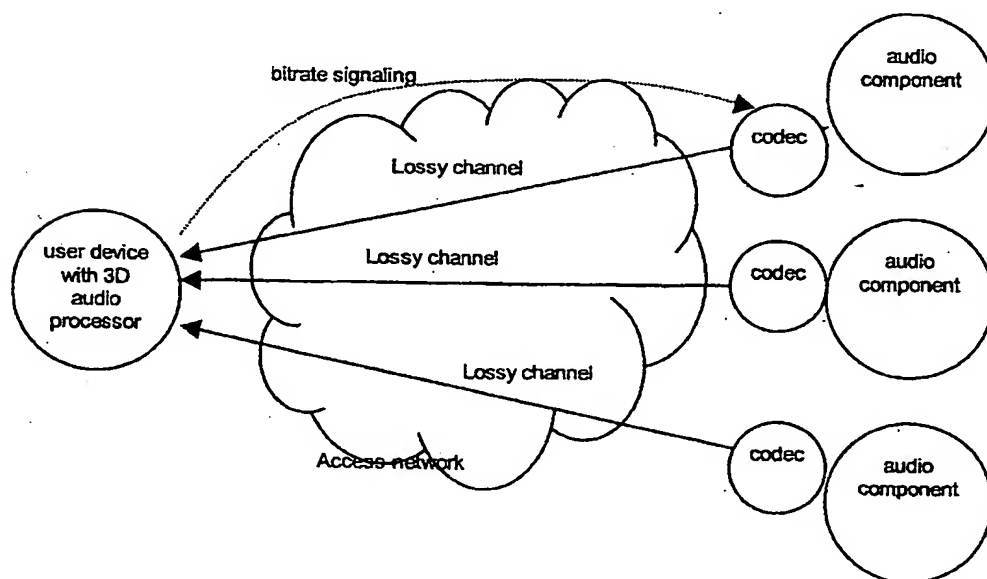 audio
component
bitrate signaling
codec
Lossy channel
user device
with 3D
audio
processor
Lossy channel
codec
audio
component
Lossy channel
codec
audio
component
Access network